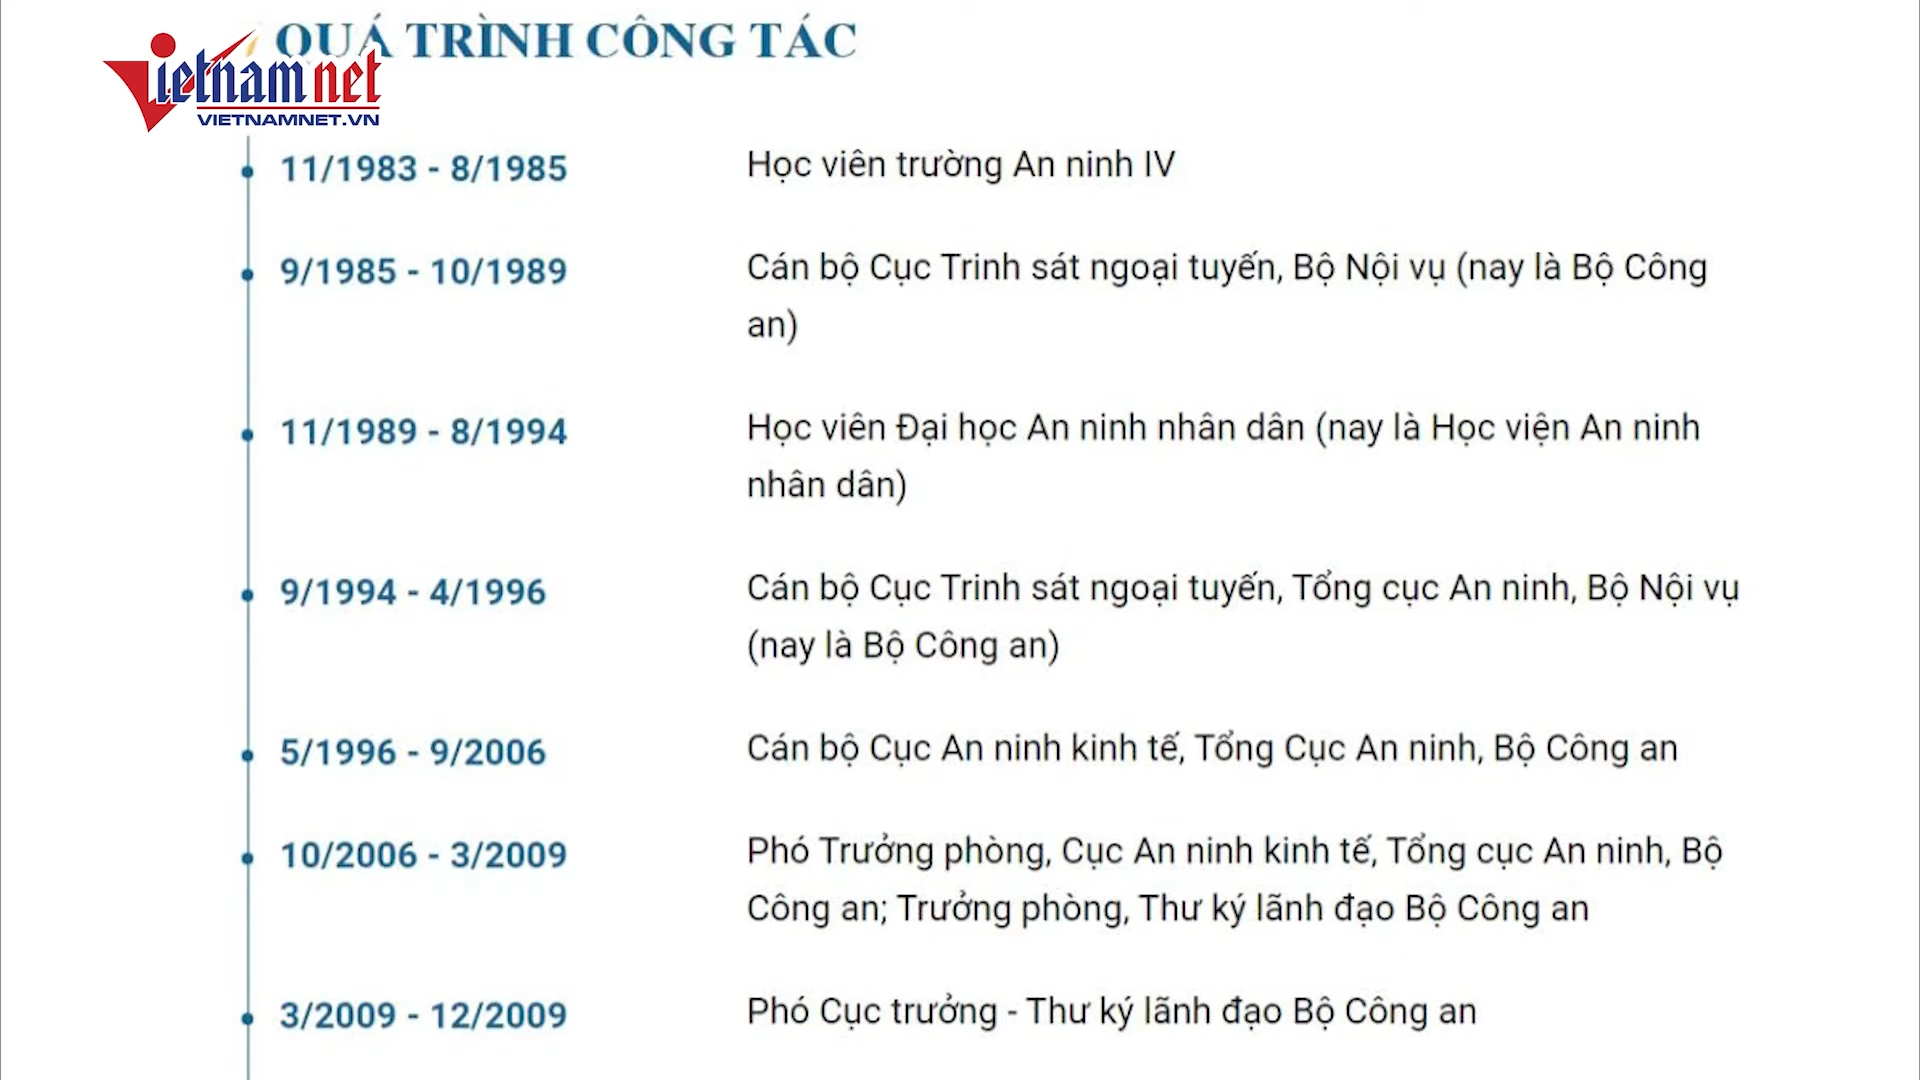 QUÁ TRÌNH CÔNG TÁC
Vietnamnet
VIETNAMNET.VN
11/1983 - 8/1985 Học viên trường An ninh IV
9/1985 - 10/1989 Cán bộ Cục Trinh sát ngoại tuyến, Bộ Nội vụ (nay là Bộ Công
an)
11/1989 - 8/1994 Học viên Đại học An ninh nhân dân (nay là Học viện An ninh
nhân dân)
9/1994 - 4/1996 Cán bộ Cục Trinh sát ngoại tuyến, Tổng cục An ninh, Bộ Nội vụ
(nay là Bộ Công an)
5/1996 - 9/2006 Cán bộ Cục An ninh kinh tế, Tổng Cục An ninh, Bộ Công an
10/2006 - 3/2009 Phó Trưởng phòng, Cục An ninh kinh tế, Tổng cục An ninh, Bộ
Công an; Trưởng phòng, Thư ký lãnh đạo Bộ Công an
3/2009 - 12/2009 Phó Cục trưởng - Thư ký lãnh đạo Bộ Công an